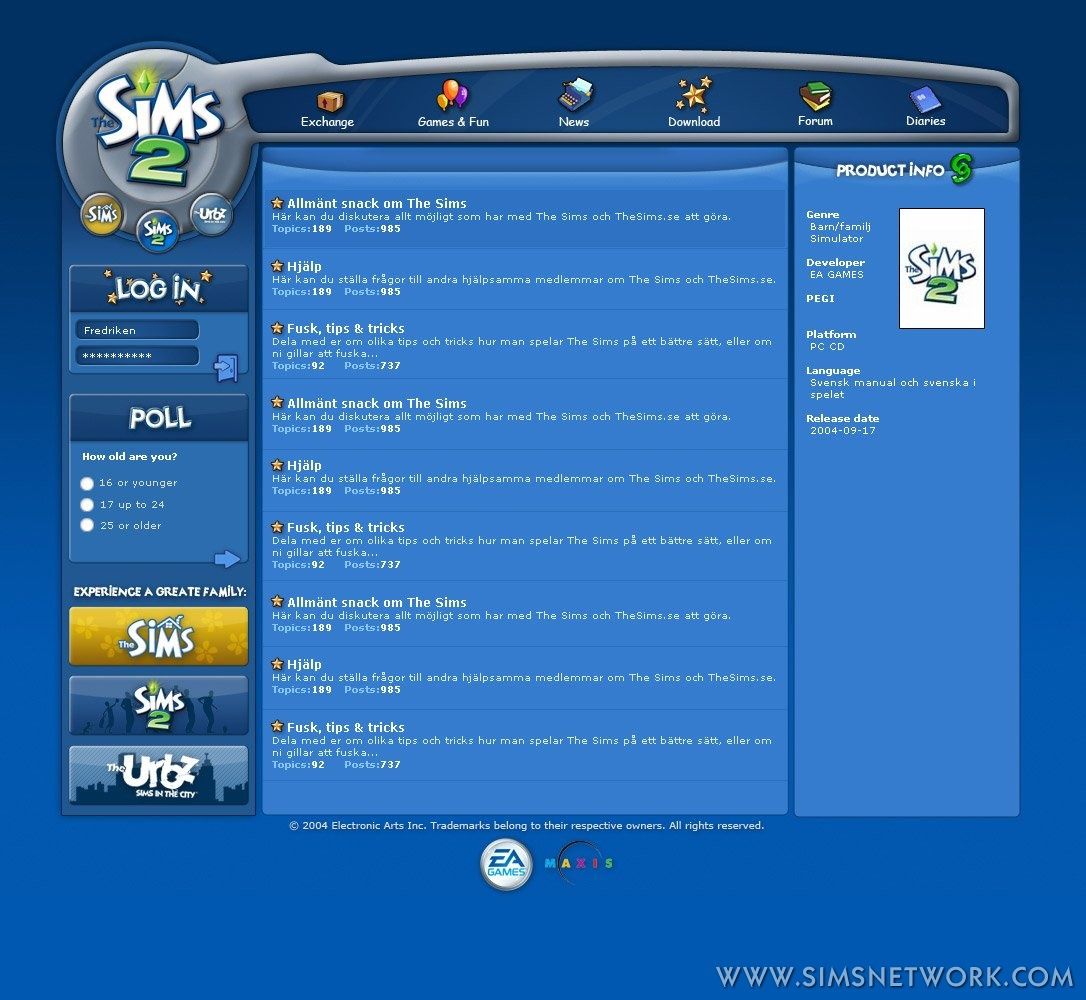 The Sims 2
Exchange
Games & Fun
News
Download
Forum
Diaries
The Sims
The Sims 2
The Urbz
LOG IN
Fredriken
**********
POLL
How old are you?
16 or younger
17 up to 24
25 or older
EXPERIENCE A GREATE FAMILY:
The Sims
The Sims 2
The Urbz
SIMS IN THE CITY
Allmänt snack om The Sims
Här kan du diskutera allt möjligt som har med The Sims och TheSims.se att göra.
Topics:189 Posts:985
Hjälp
Här kan du ställa frågor till andra hjälpsamma medlemmar om The Sims och TheSims.se.
Topics:189 Posts:985
Fusk, tips & tricks
Dela med er om olika tips och tricks hur man spelar The Sims på ett bättre sätt, eller om
ni gillar att fuska...
Topics:92 Posts:737
Allmänt snack om The Sims
Här kan du diskutera allt möjligt som har med The Sims och TheSims.se att göra.
Topics:189 Posts:985
Hjälp
Här kan du ställa frågor till andra hjälpsamma medlemmar om The Sims och TheSims.se.
Topics:189 Posts:985
Fusk, tips & tricks
Dela med er om olika tips och tricks hur man spelar The Sims på ett bättre sätt, eller om
ni gillar att fuska...
Topics:92 Posts:737
Allmänt snack om The Sims
Här kan du diskutera allt möjligt som har med The Sims och TheSims.se att göra.
Topics:189 Posts:985
Hjälp
Här kan du ställa frågor till andra hjälpsamma medlemmar om The Sims och TheSims.se.
Topics:189 Posts:985
Fusk, tips & tricks
Dela med er om olika tips och tricks hur man spelar The Sims på ett bättre sätt, eller om
ni gillar att fuska...
Topics:92 Posts:737
PRODUCT INFO
Genre
Barn/familj
Simulator
Developer
EA GAMES
PEGI
Platform
PC CD
Language
Svensk manual och svenska i
spelet
Release date
2004-09-17
The Sims 2
© 2004 Electronic Arts Inc. Trademarks belong to their respective owners. All rights reserved.
EA GAMES
MAXIS
WWW.SIMSNETWORK.COM